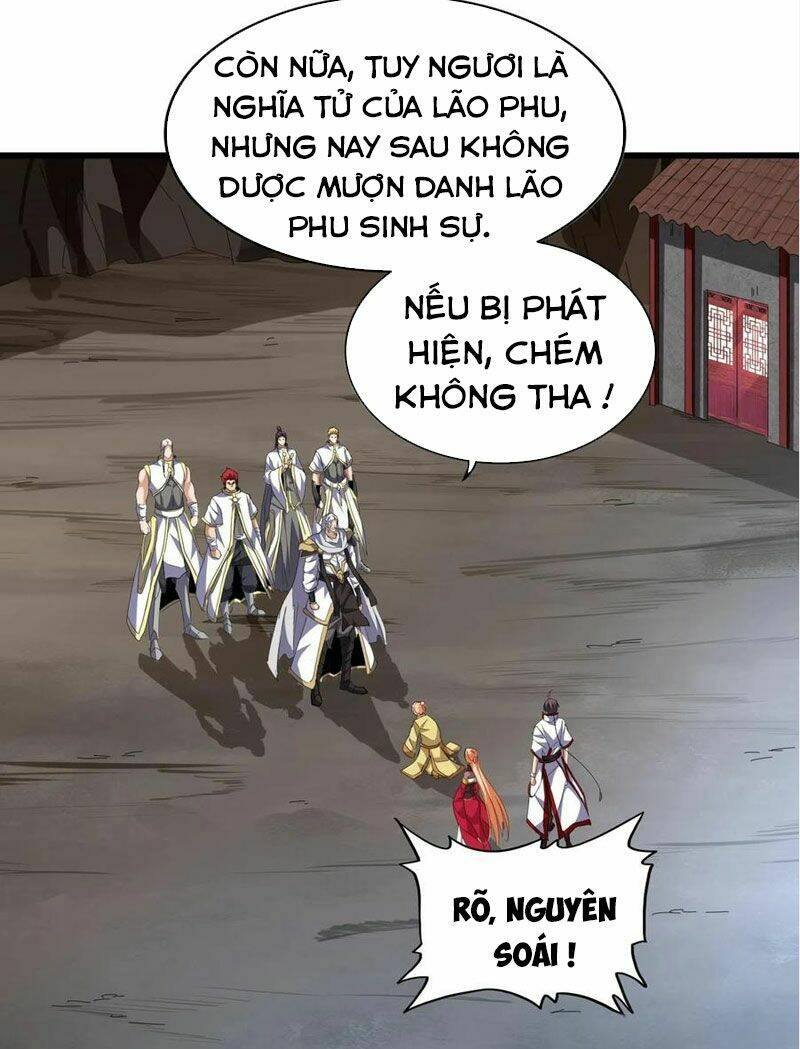 CÒN NỮA, TUY NGƯƠI LÀ
NGHĨA TỬ CỦA LÃO PHU,
NHƯNG NAY SAU KHÔNG
DƯỢC MƯỢN DANH LÃO
PHU SINH SỰ.
NẾU BỊ PHÁT
HIỆN, CHÉM
KHÔNG THA !
RÕ, NGUYÊN
SOÁI !